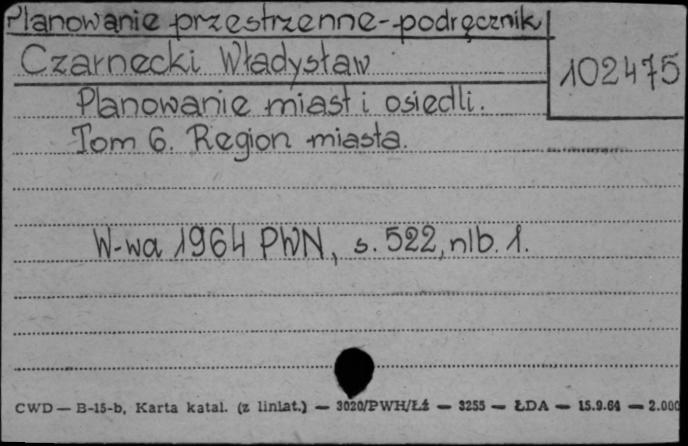 Planowanie przestrzenne-podręcznik
Czarnecki Władysław
102475
Planowanie miast i osiedli.
Tom 6. Region miasta.
W-wa 1964 PWN, s. 522, nlb. 1.
CWD — B-15-b, Karta katal. (z liniat.) — 3020/PWH/Łź — 3255 — ŁDA — 15.9.64 — 2.000